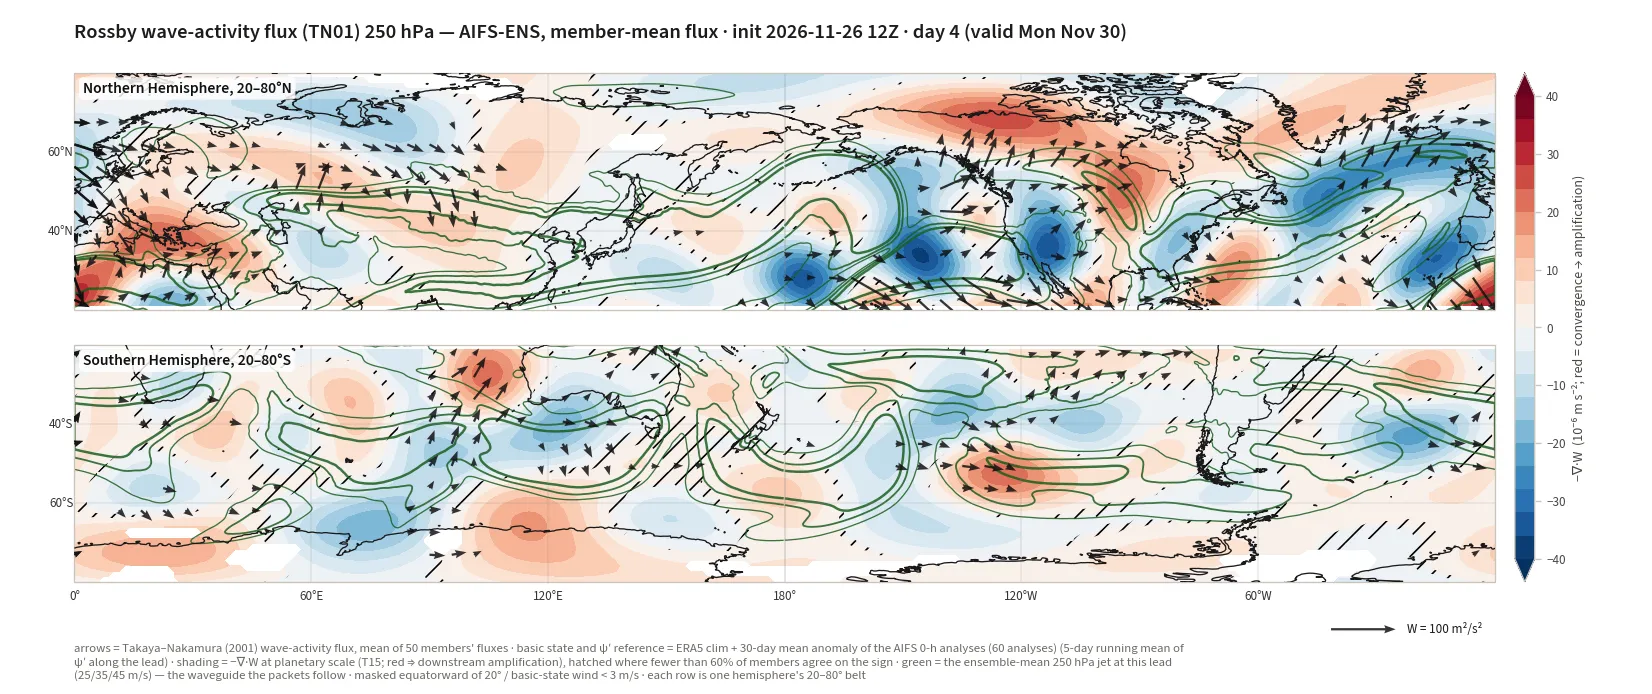 Rossby wave-activity flux (TN01) 250 hPa — AIFS-ENS, member-mean flux · init 2026-11-26 12Z · day 4 (valid Mon Nov 30)
Northern Hemisphere, 20–80°N
60°N
40°N
Southern Hemisphere, 20–80°S
40°S
60°S
0°
60°E
120°E
180°
120°W
60°W
40
30
20
10
0
−10
−20
−30
−40
−∇·W (10⁻⁶ m s⁻²; red = convergence → amplification)
W = 100 m²/s²
arrows = Takaya–Nakamura (2001) wave-activity flux, mean of 50 members' fluxes · basic state and ψ' reference = ERA5 clim + 30-day mean anomaly of the AIFS 0-h analyses (60 analyses) (5-day running mean of
ψ' along the lead) · shading = −∇·W at planetary scale (T15; red ⇒ downstream amplification), hatched where fewer than 60% of members agree on the sign · green = the ensemble-mean 250 hPa jet at this lead
(25/35/45 m/s) — the waveguide the packets follow · masked equatorward of 20° / basic-state wind < 3 m/s · each row is one hemisphere's 20–80° belt